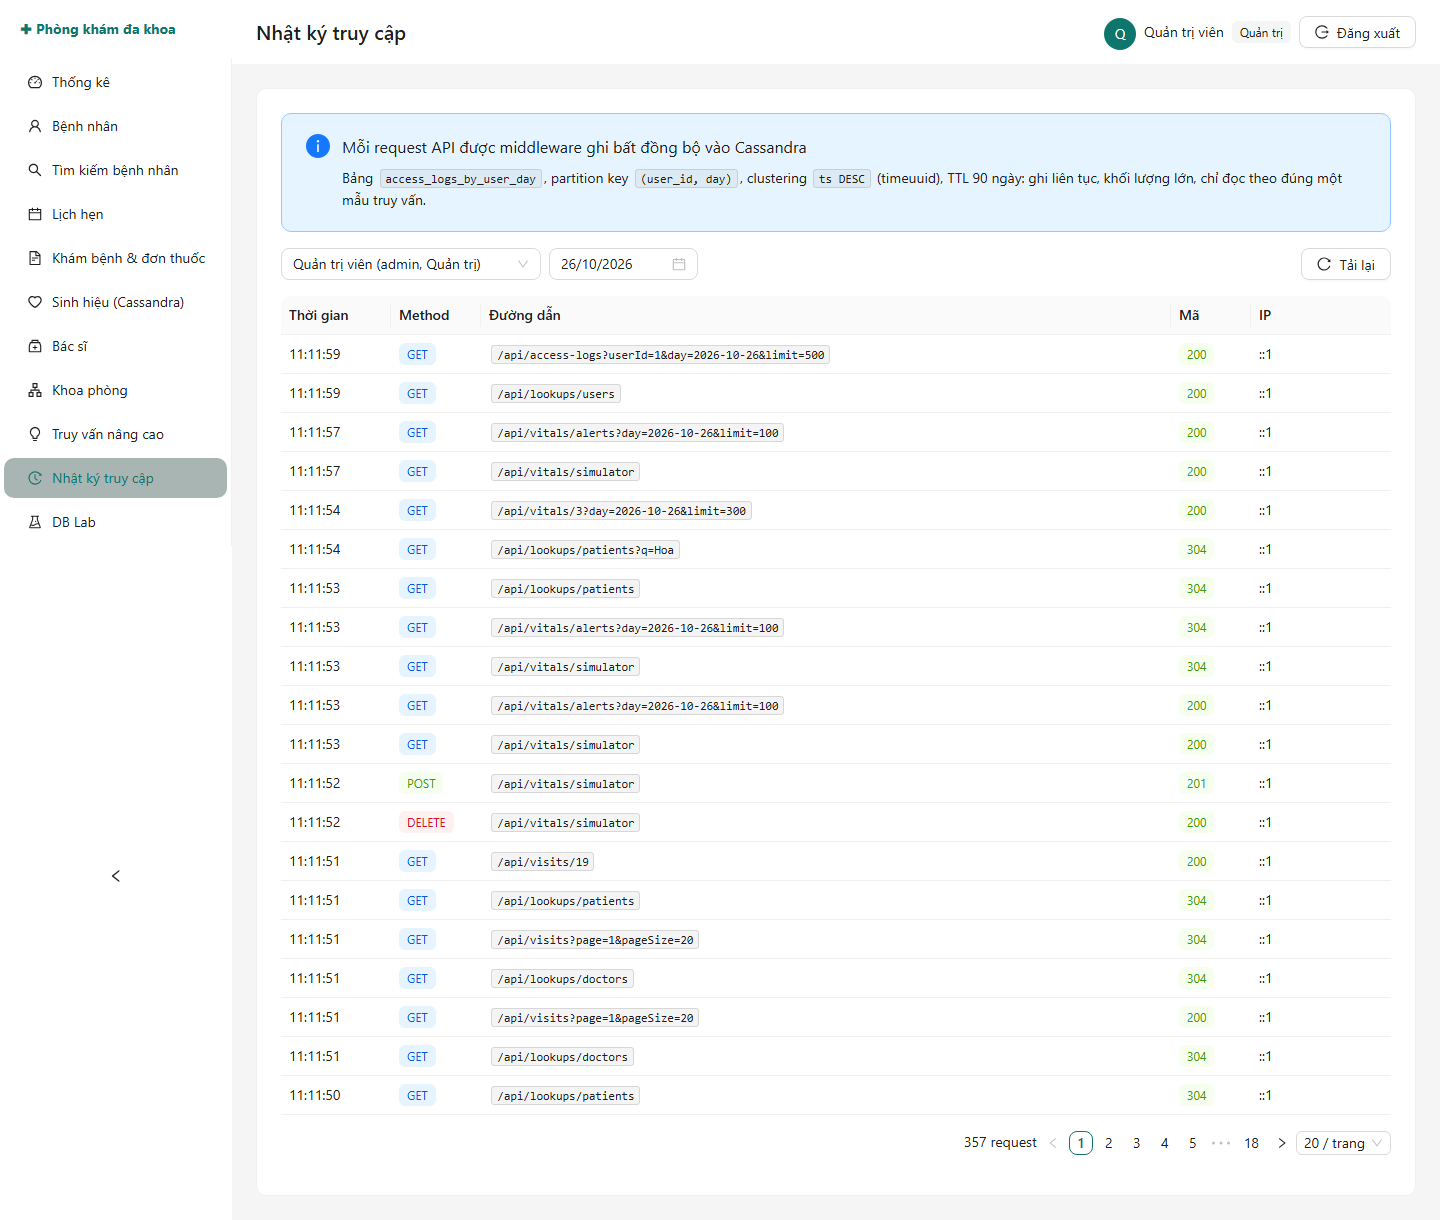 Phòng khám đa khoa
Nhật ký truy cập
Q
Quản trị viên
Quản trị
Đăng xuất
Thống kê
Bệnh nhân
Tìm kiếm bệnh nhân
Lịch hẹn
Khám bệnh & đơn thuốc
Sinh hiệu (Cassandra)
Bác sĩ
Khoa phòng
Truy vấn nâng cao
Nhật ký truy cập
DB Lab
Mỗi request API được middleware ghi bất đồng bộ vào Cassandra
Bảng access_logs_by_user_day, partition key (user_id, day), clustering ts DESC (timeuuid), TTL 90 ngày: ghi liên tục, khối lượng lớn, chỉ đọc theo đúng một
mẫu truy vấn.
Quản trị viên (admin, Quản trị)
26/10/2026
Tải lại
Thời gian Method Đường dẫn Mã IP
11:11:59 GET /api/access-logs?userId=1&day=2026-10-26&limit=500 200 ::1
11:11:59 GET /api/lookups/users 200 ::1
11:11:57 GET /api/vitals/alerts?day=2026-10-26&limit=100 200 ::1
11:11:57 GET /api/vitals/simulator 200 ::1
11:11:54 GET /api/vitals/3?day=2026-10-26&limit=300 200 ::1
11:11:54 GET /api/lookups/patients?q=Hoa 304 ::1
11:11:53 GET /api/lookups/patients 304 ::1
11:11:53 GET /api/vitals/alerts?day=2026-10-26&limit=100 304 ::1
11:11:53 GET /api/vitals/simulator 304 ::1
11:11:53 GET /api/vitals/alerts?day=2026-10-26&limit=100 200 ::1
11:11:53 GET /api/vitals/simulator 200 ::1
11:11:52 POST /api/vitals/simulator 201 ::1
11:11:52 DELETE /api/vitals/simulator 200 ::1
11:11:51 GET /api/visits/19 200 ::1
11:11:51 GET /api/lookups/patients 304 ::1
11:11:51 GET /api/visits?page=1&pageSize=20 304 ::1
11:11:51 GET /api/lookups/doctors 304 ::1
11:11:51 GET /api/visits?page=1&pageSize=20 200 ::1
11:11:51 GET /api/lookups/doctors 304 ::1
11:11:50 GET /api/lookups/patients 304 ::1
357 request 1 2 3 4 5 ••• 18 20 / trang